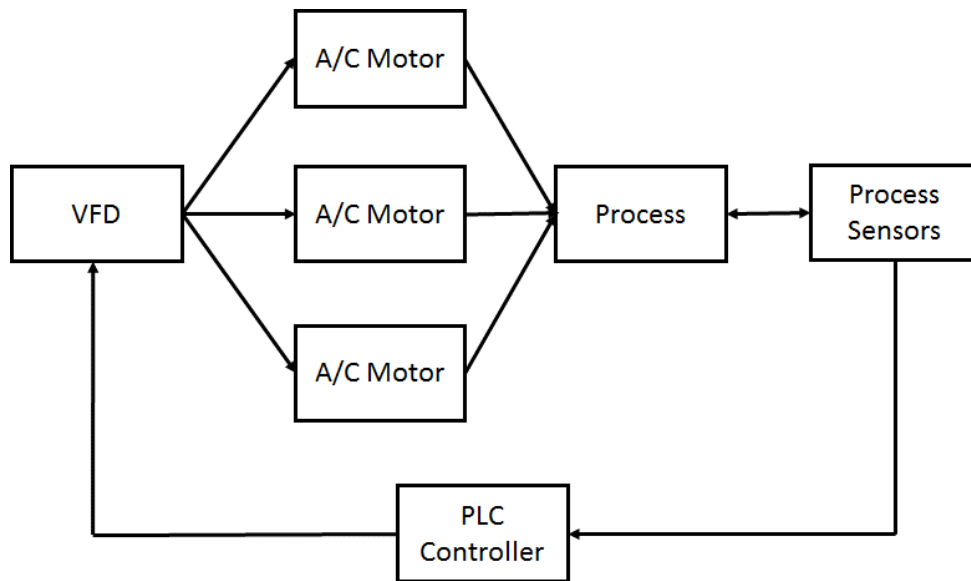 A/C Motor
VFD
A/C Motor
Process
Process
Sensors
A/C Motor
PLC
Controller